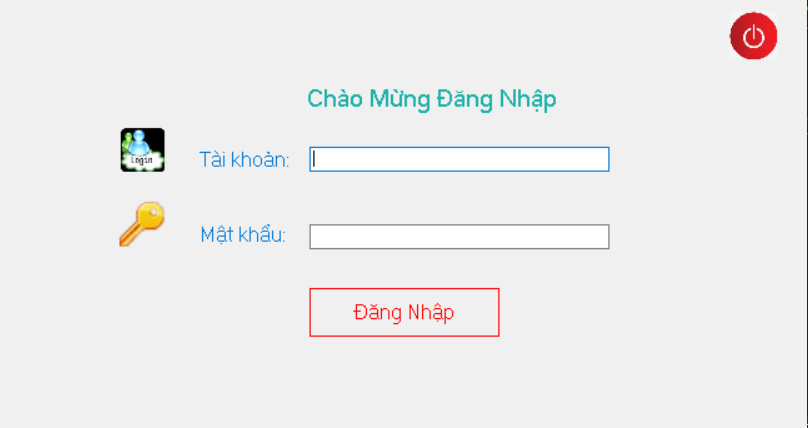 Chào Mừng Đăng Nhập
Login
Tài khoản:
Mật khẩu:
Đăng Nhập